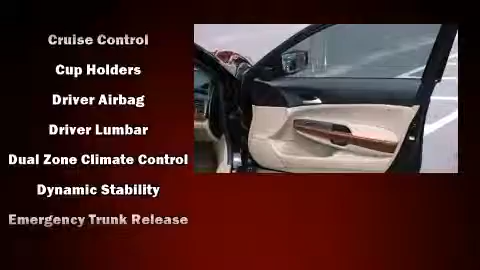 Cruise Control
Cup Holders
Driver Airbag
Driver Lumbar
Dual Zone Climate Control
Dynamic Stability
Emergency Trunk Release